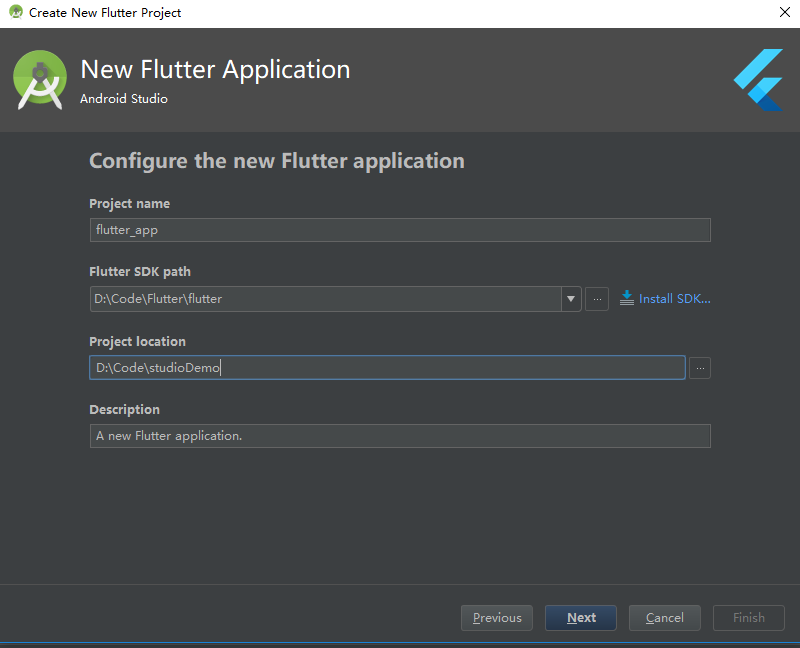 Create New Flutter Project
New Flutter Application
Android Studio
Configure the new Flutter application
Project name
flutter_app
Flutter SDK path
D:\Code\Flutter\flutter
...
Install SDK...
Project location
D:\Code\studioDemo
...
Description
A new Flutter application.
Previous
Next
Cancel
Finish